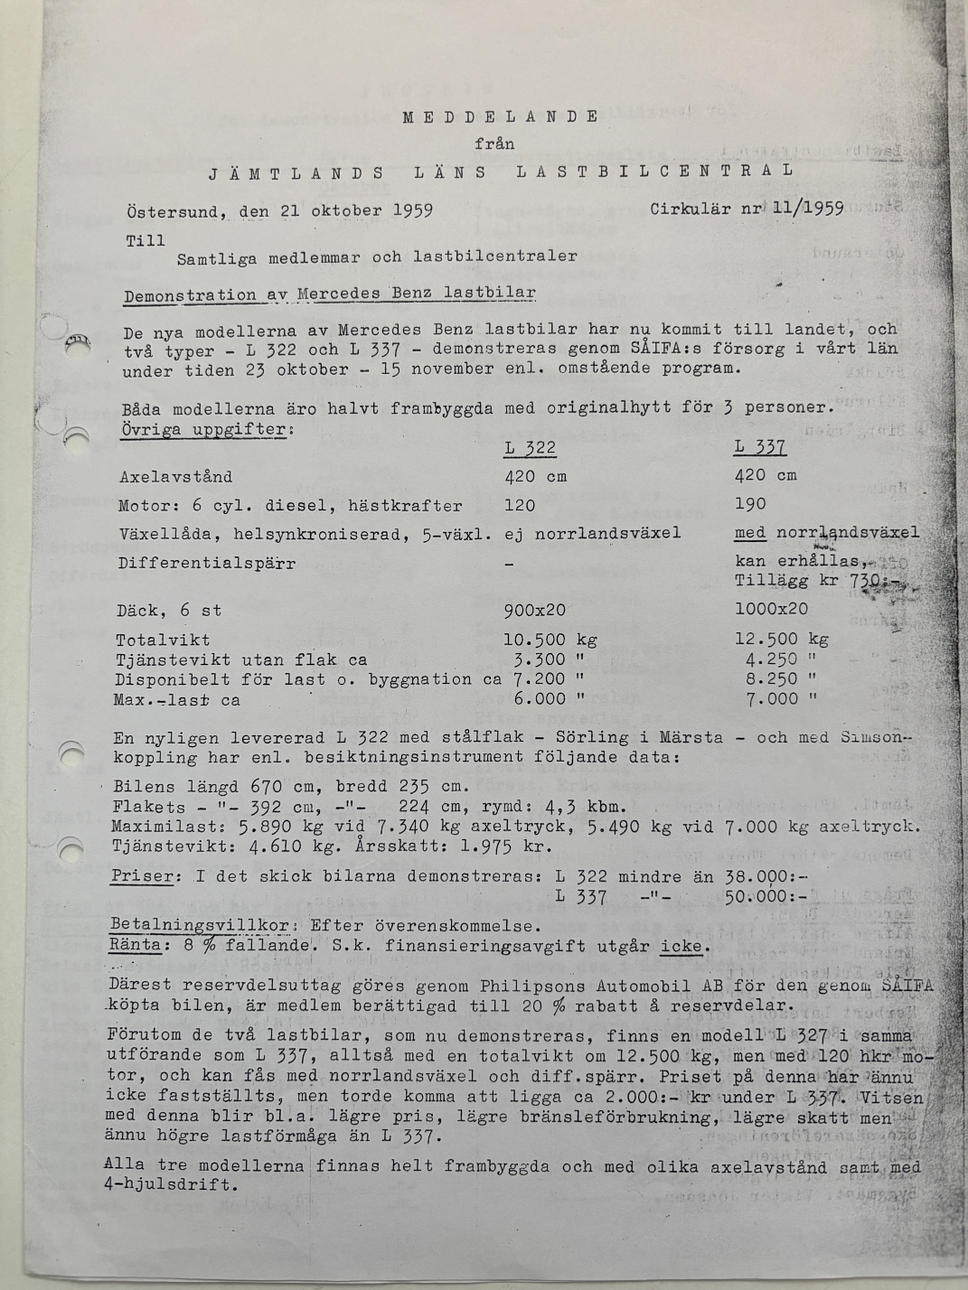 MEDDELANDE
från
JÄMTLANDS LÄNS LASTBILCENTRAL
Östersund, den 21 oktober 1959 Cirkulär nr 11/1959
Till
Samtliga medlemmar och lastbilcentraler
Demonstration av Mercedes Benz lastbilar
De nya modellerna av Mercedes Benz lastbilar har nu kommit till landet, och
två typer - L 322 och L 337 - demonstreras genom SÅIFA:s försorg i vårt län
under tiden 23 oktober - 15 november enl. omstående program.
Båda modellerna äro halvt frambyggda med originalhytt för 3 personer.
Övriga uppgifter:
L 322 L 337
Axelavstånd 420 cm 420 cm
Motor: 6 cyl. diesel, hästkrafter 120 190
Växellåda, helsynkroniserad, 5-växl. ej norrlandsväxel med norrlandsväxel
Differentialspärr - kan erhållas,
Tillägg kr 730:-
Däck, 6 st 900x20 1000x20
Totalvikt 10.500 kg 12.500 kg
Tjänstevikt utan flak ca 3.300 " 4.250 "
Disponibelt för last o. byggnation ca 7.200 " 8.250 "
Max.-last ca 6.000 " 7.000 "
En nyligen levererad L 322 med stålflak - Sörling i Märsta - och med Simson-
koppling har enl. besiktningsinstrument följande data:
Bilens längd 670 cm, bredd 235 cm.
Flakets - "- 392 cm, -"- 224 cm, rymd: 4,3 kbm.
Maximilast: 5.890 kg vid 7.340 kg axeltryck, 5.490 kg vid 7.000 kg axeltryck.
Tjänstevikt: 4.610 kg. Årsskatt: 1.975 kr.
Priser: I det skick bilarna demonstreras: L 322 mindre än 38.000:-
L 337 -"- 50.000:-
Betalningsvillkor: Efter överenskommelse.
Ränta: 8 % fallande. S.k. finansieringsavgift utgår icke.
Därest reservdelsuttag göres genom Philipsons Automobil AB för den genom SÅIFA
köpta bilen, är medlem berättigad till 20 % rabatt å reservdelar.
Förutom de två lastbilar, som nu demonstreras, finns en modell L 327 i samma
utförande som L 337, alltså med en totalvikt om 12.500 kg, men med 120 hkr mo-
tor, och kan fås med norrlandsväxel och diff.spärr. Priset på denna har ännu
icke fastställts, men torde komma att ligga ca 2.000:- kr under L 337. Vitsen
med denna blir bl.a. lägre pris, lägre bränsleförbrukning, lägre skatt men
ännu högre lastförmåga än L 337.
Alla tre modellerna finnas helt frambyggda och med olika axelavstånd samt med
4-hjulsdrift.